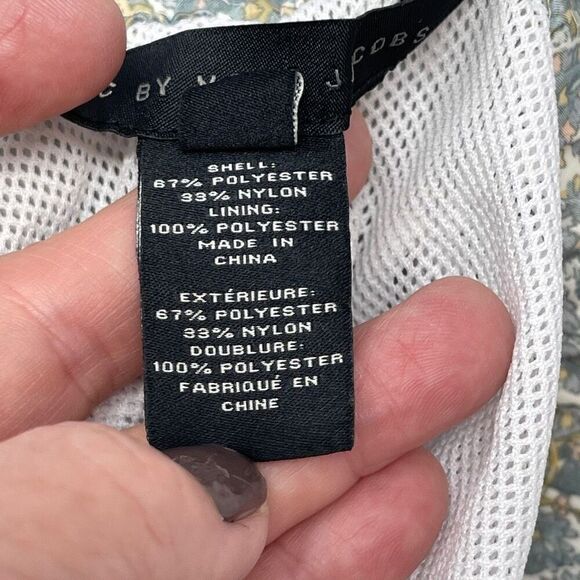 C BY M JACOBS
SHELL:
67% POLYESTER
33% NYLON
LINING:
100% POLYESTER
MADE IN
CHINA
EXTÉRIEURE:
67% POLYESTER
33% NYLON
DOUBLURE:
100% POLYESTER
FABRIQUÉ EN
CHINE